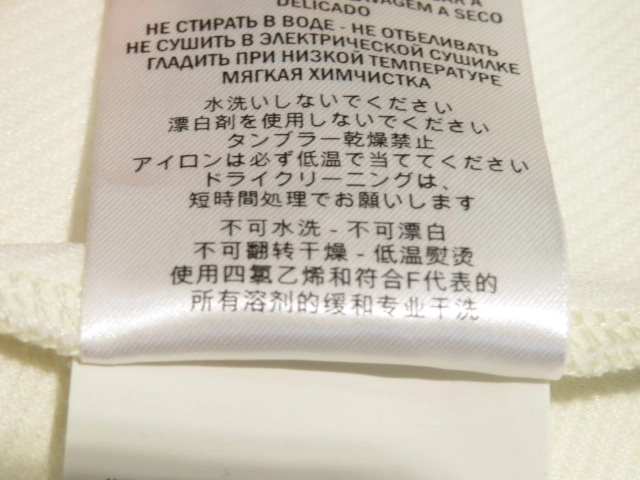 DELICADO
НЕ СТИРАТЬ В ВОДЕ - НЕ ОТБЕЛИВАТЬ
НЕ СУШИТЬ В ЭЛЕКТРИЧЕСКОЙ СУШИЛКЕ
ГЛАДИТЬ ПРИ НИЗКОЙ ТЕМПЕРАТУРЕ
МЯГКАЯ ХИМЧИСТКА
水洗いしないでください
漂白剤を使用しないでください
タンブラー乾燥禁止
アイロンは必ず低温で当ててください
ドライクリーニングは、
短時間処理でお願いします
不可水洗 - 不可漂白
不可翻转干燥 - 低温熨烫
使用四氯乙烯和符合F代表的
所有溶剂的缓和专业干洗